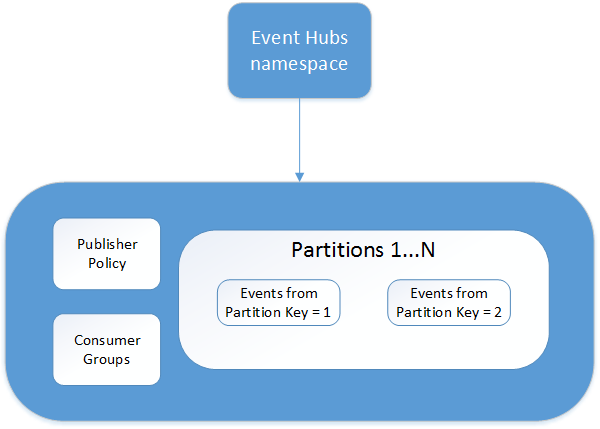 Event Hubs
namespace
Publisher
Policy
Partitions 1...N
Events from
Partition Key = 1
Events from
Partition Key = 2
Consumer
Groups